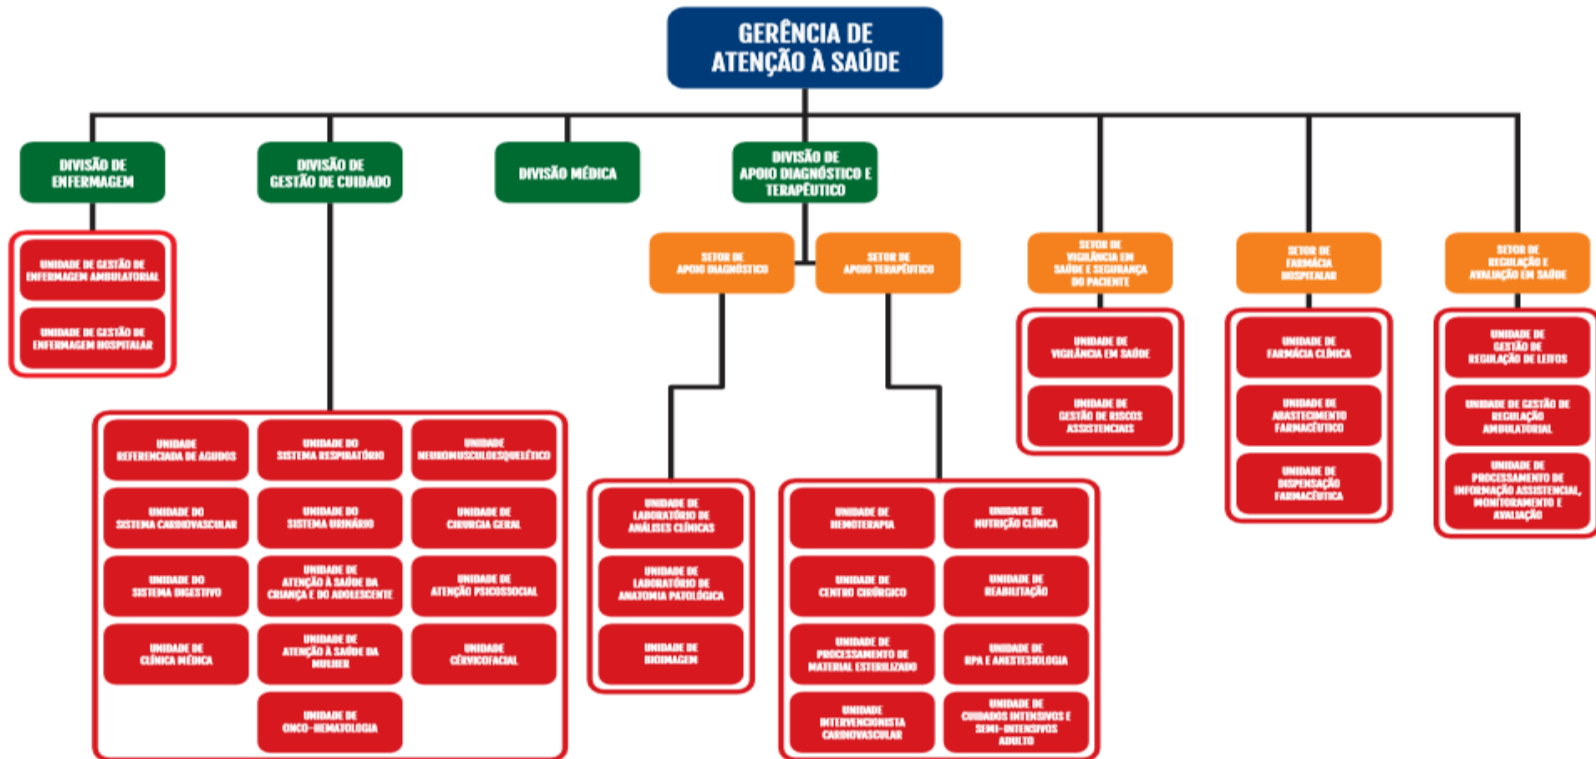 GERÊNCIA DE
ATENÇÃO À SAÚDE
DIVISÃO DE
ENFERMAGEM
DIVISÃO DE
GESTÃO DE CUIDADO
DIVISÃO MÉDICA
DIVISÃO DE
APOIO DIAGNÓSTICO E
TERAPÊUTICO
UNIDADE DE GESTÃO DE
ENFERMAGEM AMBULATORIAL
UNIDADE DE GESTÃO DE
ENFERMAGEM HOSPITALAR
SETOR DE
APOIO DIAGNÓSTICO
SETOR DE
APOIO TERAPÊUTICO
SETOR DE
VIGILÂNCIA EM
SAÚDE E SEGURANÇA
DO PACIENTE
SETOR DE
FARMÁCIA
HOSPITALAR
SETOR DE
REGULAÇÃO E
AVALIAÇÃO EM SAÚDE
UNIDADE DE
VIGILÂNCIA EM SAÚDE
UNIDADE DE
GESTÃO DE RISCOS
ASSISTENCIAIS
UNIDADE DE
FARMÁCIA CLÍNICA
UNIDADE DE
ABASTECIMENTO
FARMACÊUTICO
UNIDADE DE
DISPENSAÇÃO
FARMACÊUTICA
UNIDADE DE
GESTÃO DE
REGULAÇÃO DE LEITOS
UNIDADE DE GESTÃO DE
REGULAÇÃO
AMBULATORIAL
UNIDADE DE
PROCESSAMENTO DE
INFORMAÇÃO ASSISTENCIAL,
MONITORAMENTO E
AVALIAÇÃO
UNIDADE
REFERENCIADA DE AGUDOS
UNIDADE DO
SISTEMA RESPIRATÓRIO
UNIDADE
NEUROMUSCULOESQUELÉTICO
UNIDADE DO
SISTEMA CARDIOVASCULAR
UNIDADE DO
SISTEMA URINÁRIO
UNIDADE DE
CIRURGIA GERAL
UNIDADE DO
SISTEMA DIGESTIVO
UNIDADE DE
ATENÇÃO À SAÚDE DA
CRIANÇA E DO ADOLESCENTE
UNIDADE DE
ATENÇÃO PSICOSSOCIAL
UNIDADE DE
CLÍNICA MÉDICA
UNIDADE DE
ATENÇÃO À SAÚDE DA
MULHER
UNIDADE
CÉRVICOFACIAL
UNIDADE DE
ONCO-HEMATOLOGIA
UNIDADE DE
LABORATÓRIO DE
ANÁLISES CLÍNICAS
UNIDADE DE
LABORATÓRIO DE
ANATOMIA PATOLÓGICA
UNIDADE DE
BIOIMAGEM
UNIDADE DE
HEMOTERAPIA
UNIDADE DE
NUTRIÇÃO CLÍNICA
UNIDADE DE
CENTRO CIRÚRGICO
UNIDADE DE
REABILITAÇÃO
UNIDADE DE
PROCESSAMENTO DE
MATERIAL ESTERILIZADO
UNIDADE DE
RPA E ANESTESIOLOGIA
UNIDADE
INTERVENCIONISTA
CARDIOVASCULAR
UNIDADE DE
CUIDADOS INTENSIVOS E
SEMI-INTENSIVOS
ADULTO